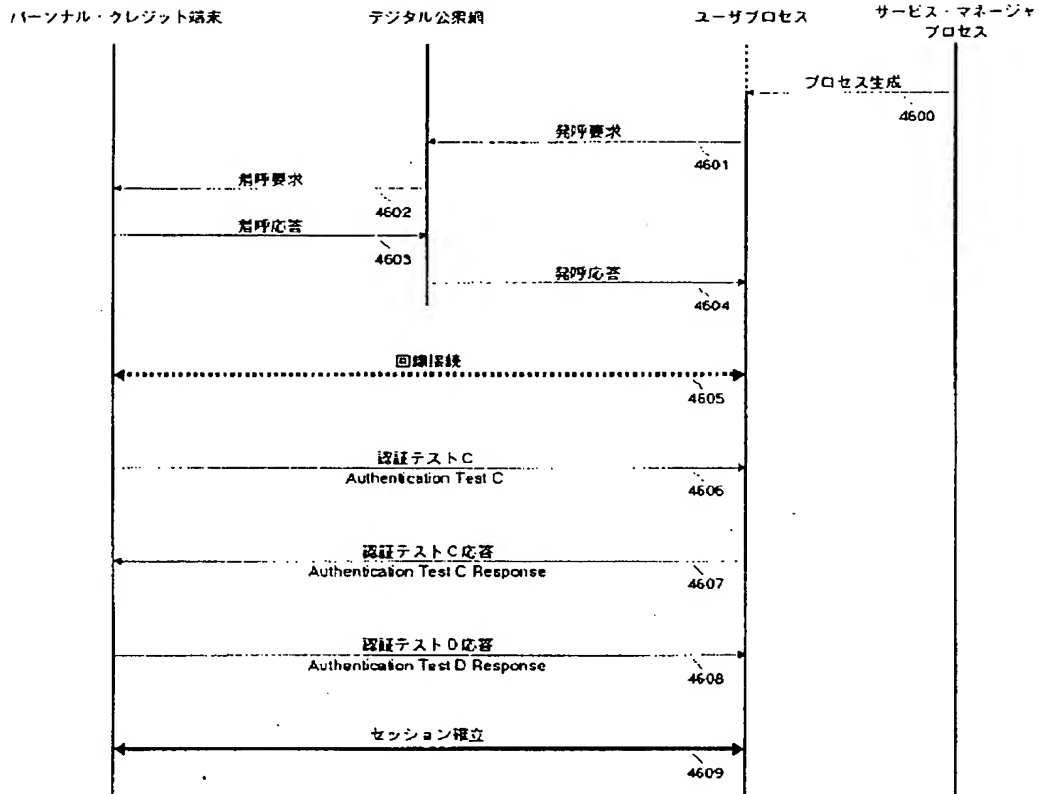 パーソナル・クレジット端末
デジタル公衆網
ユーザプロセス
サービス・マネージャ
プロセス
プロセス生成
4600
発呼要求
4601
着呼要求
4602
着呼応答
4603
発呼応答
4604
回線接続
4605
認証テストC
Authentication Test C
4606
認証テストC応答
Authentication Test C Response
4607
認証テストD応答
Authentication Test D Response
4608
セッション確立
4609